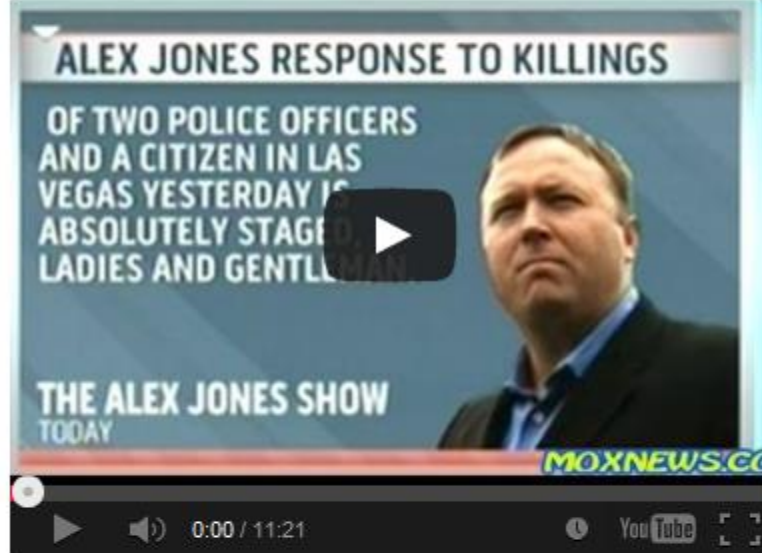 ALEX JONES RESPONSE TO KILLINGS
OF TWO POLICE OFFICERS
AND A CITIZEN IN LAS
VEGAS YESTERDAY IS
ABSOLUTELY STAGED,
LADIES AND GENTLEMAN.
THE ALEX JONES SHOW
TODAY
MOXNEWS.CO
0:00 / 11:21
YouTube